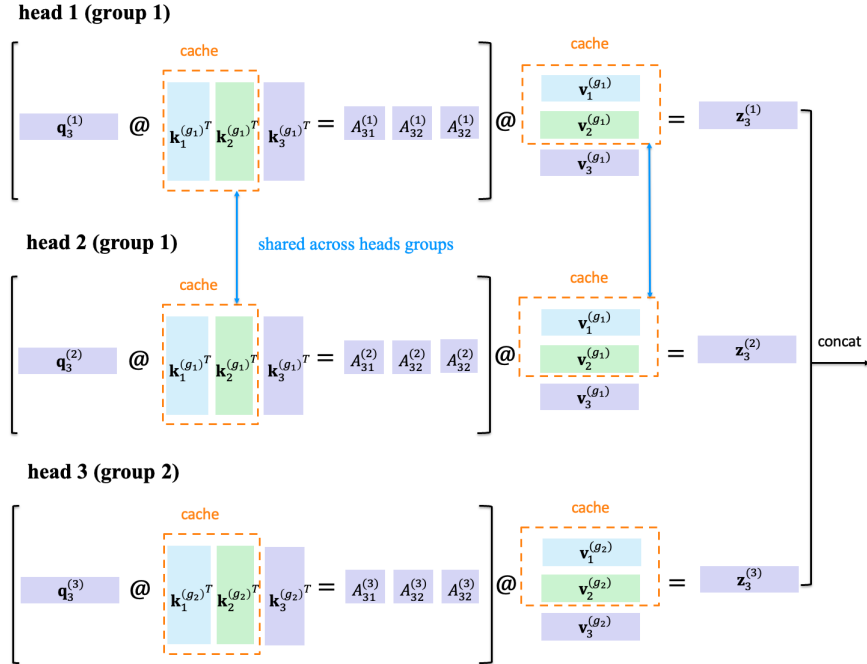 head 1 (group 1)
cache
cache
q₃⁽¹⁾ @ k₁^(g₁)ᵀ k₂^(g₁)ᵀ k₃^(g₁)ᵀ = A₃₁⁽¹⁾ A₃₂⁽¹⁾ A₃₂⁽¹⁾ @ v₁^(g₁) = z₃⁽¹⁾
v₂^(g₁)
v₃^(g₁)
shared across heads groups
head 2 (group 1)
cache
cache
q₃⁽²⁾ @ k₁^(g₁)ᵀ k₂^(g₁)ᵀ k₃^(g₁)ᵀ = A₃₁⁽²⁾ A₃₂⁽²⁾ A₃₂⁽²⁾ @ v₁^(g₁) = z₃⁽²⁾
v₂^(g₁)
v₃^(g₁)
concat
head 3 (group 2)
cache
cache
q₃⁽³⁾ @ k₁^(g₂)ᵀ k₂^(g₂)ᵀ k₃^(g₂)ᵀ = A₃₁⁽³⁾ A₃₂⁽³⁾ A₃₂⁽³⁾ @ v₁^(g₂) = z₃⁽³⁾
v₂^(g₂)
v₃^(g₂)